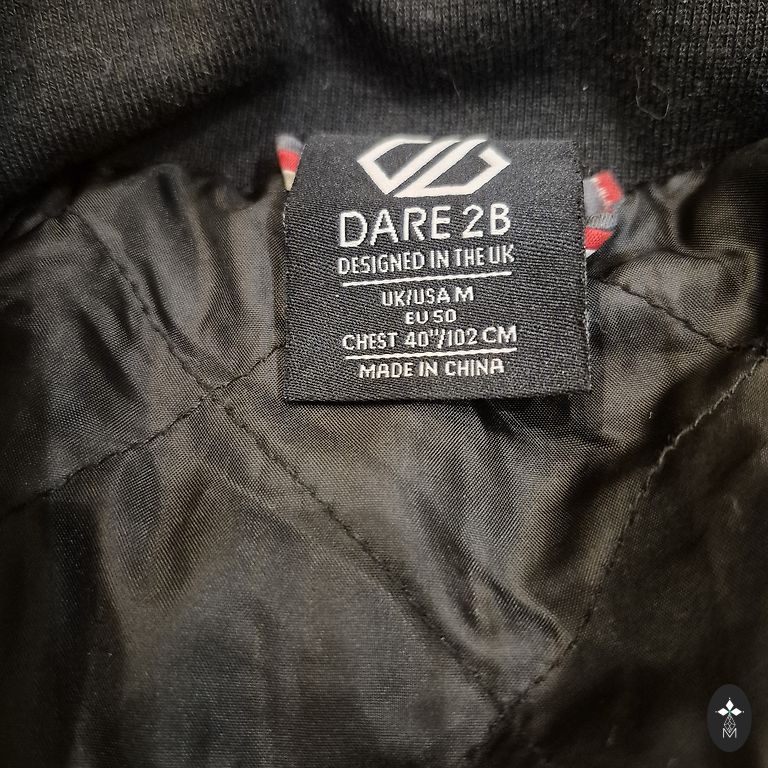 DARE 2B
DESIGNED IN THE UK
UK/USA M
EU 50
CHEST 40"/102 CM
MADE IN CHINA
M